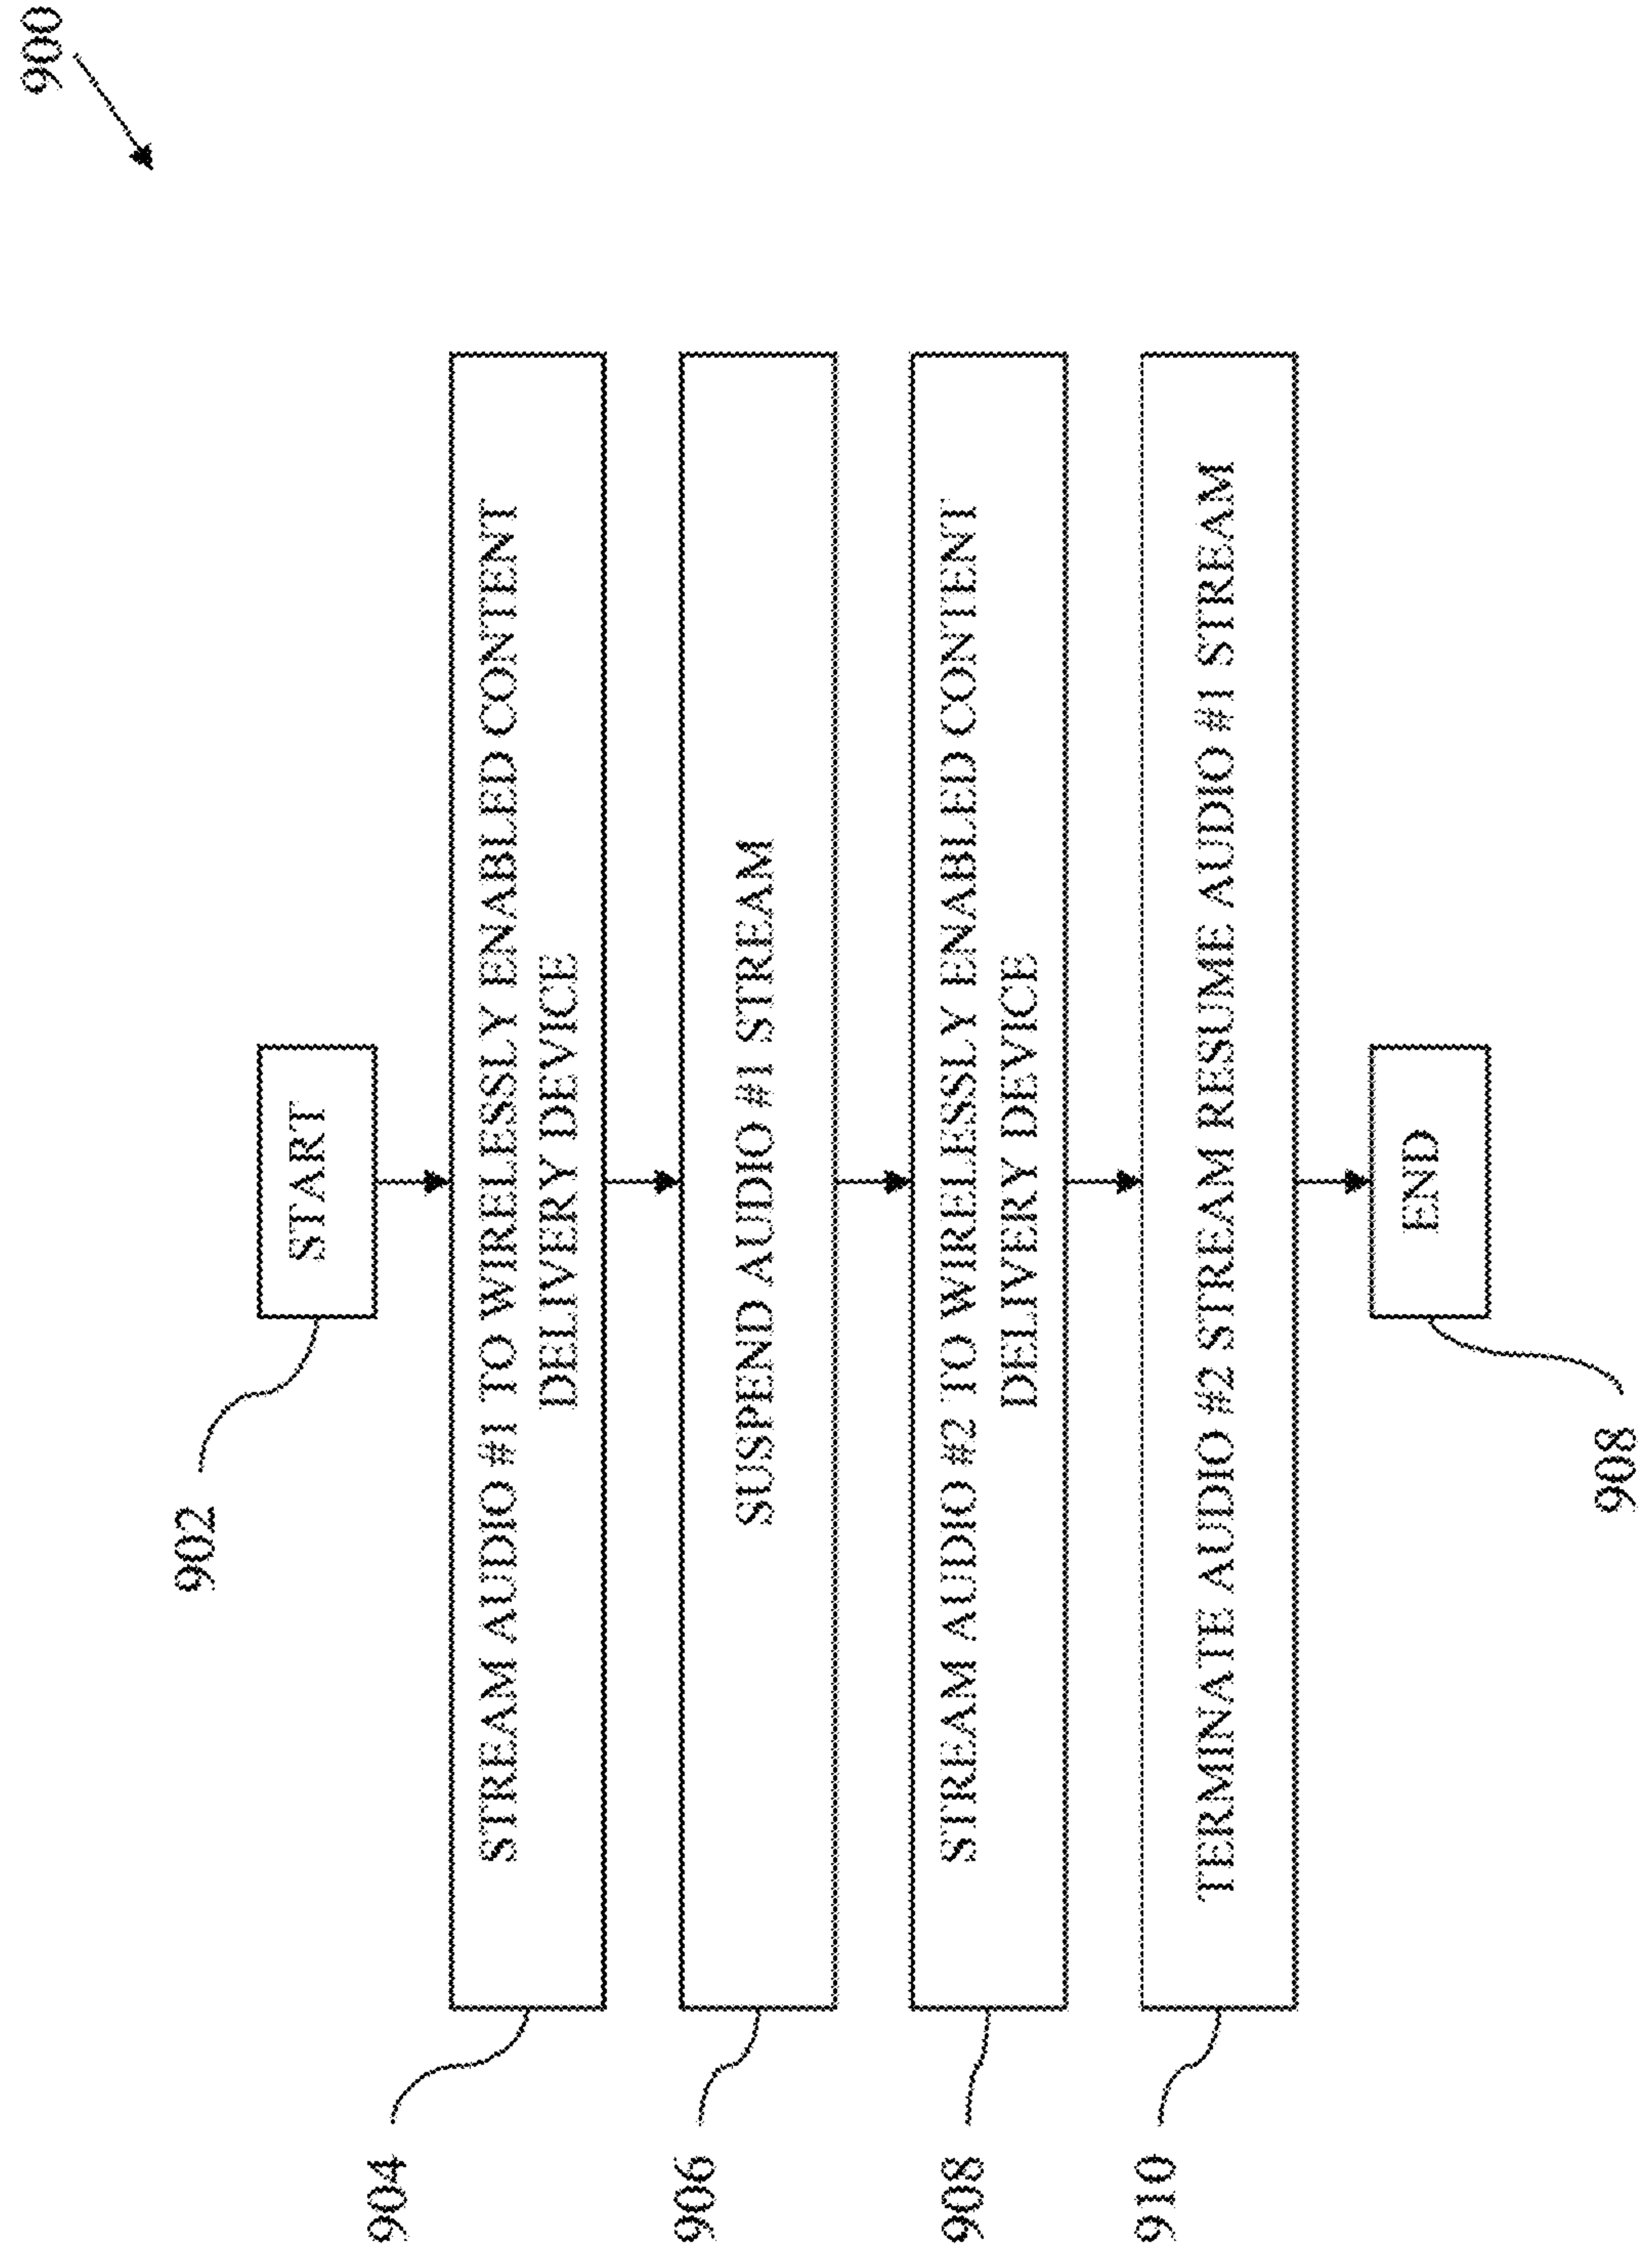 900
902
START
904
STREAM AUDIO #1 TO WIRELESSLY ENABLED CONTENT
DELIVERY DEVICE
906
SUSPEND AUDIO #1 STREAM
908
STREAM AUDIO #2 TO WIRELESSLY ENABLED CONTENT
DELIVERY DEVICE
910
TERMINATE AUDIO #2 STREAM RESUME AUDIO #1 STREAM
END
908